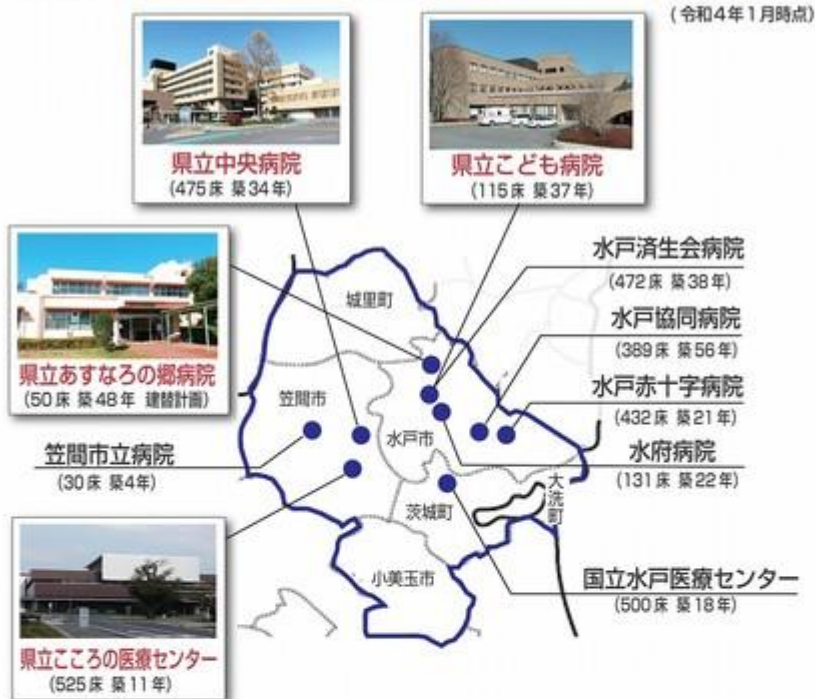 (令和4年1月時点)
県立中央病院
(475床 築34年)
県立こども病院
(115床 築37年)
県立あすなろの郷病院
(50床 築48年 建替計画)
水戸済生会病院
(472床 築38年)
水戸協同病院
(389床 築56年)
水戸赤十字病院
(432床 築21年)
水府病院
(131床 築22年)
城里町
笠間市
水戸市
笠間市立病院
(30床 築4年)
大洗町
茨城町
小美玉市
国立水戸医療センター
(500床 築18年)
県立こころの医療センター
(525床 築11年)